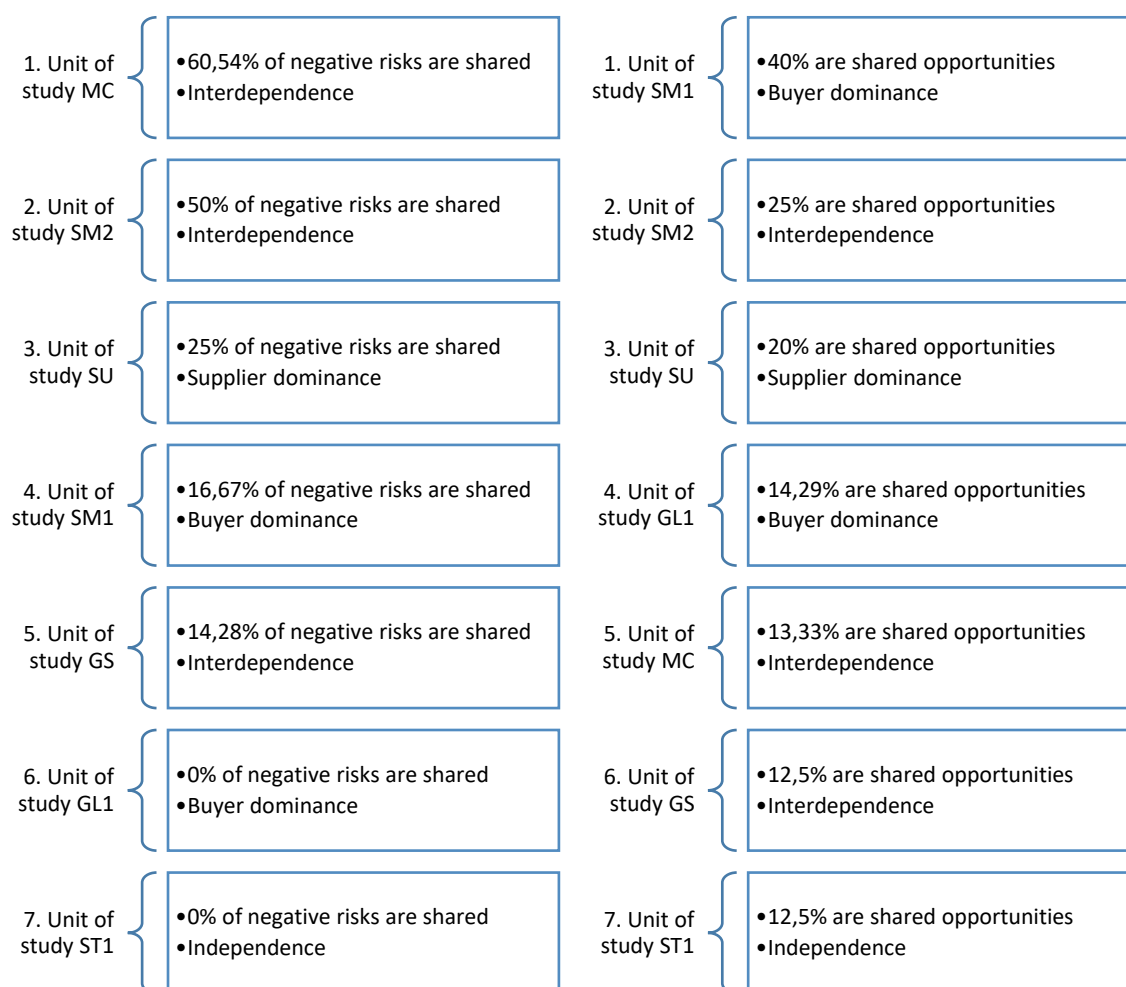 1. Unit of
study MC
•60,54% of negative risks are shared
•Interdependence
2. Unit of
study SM2
•50% of negative risks are shared
•Interdependence
3. Unit of
study SU
•25% of negative risks are shared
•Supplier dominance
4. Unit of
study SM1
•16,67% of negative risks are shared
•Buyer dominance
5. Unit of
study GS
•14,28% of negative risks are shared
•Interdependence
6. Unit of
study GL1
•0% of negative risks are shared
•Buyer dominance
7. Unit of
study ST1
•0% of negative risks are shared
•Independence
1. Unit of
study SM1
•40% are shared opportunities
•Buyer dominance
2. Unit of
study SM2
•25% are shared opportunities
•Interdependence
3. Unit of
study SU
•20% are shared opportunities
•Supplier dominance
4. Unit of
study GL1
•14,29% are shared opportunities
•Buyer dominance
5. Unit of
study MC
•13,33% are shared opportunities
•Interdependence
6. Unit of
study GS
•12,5% are shared opportunities
•Interdependence
7. Unit of
study ST1
•12,5% are shared opportunities
•Independence